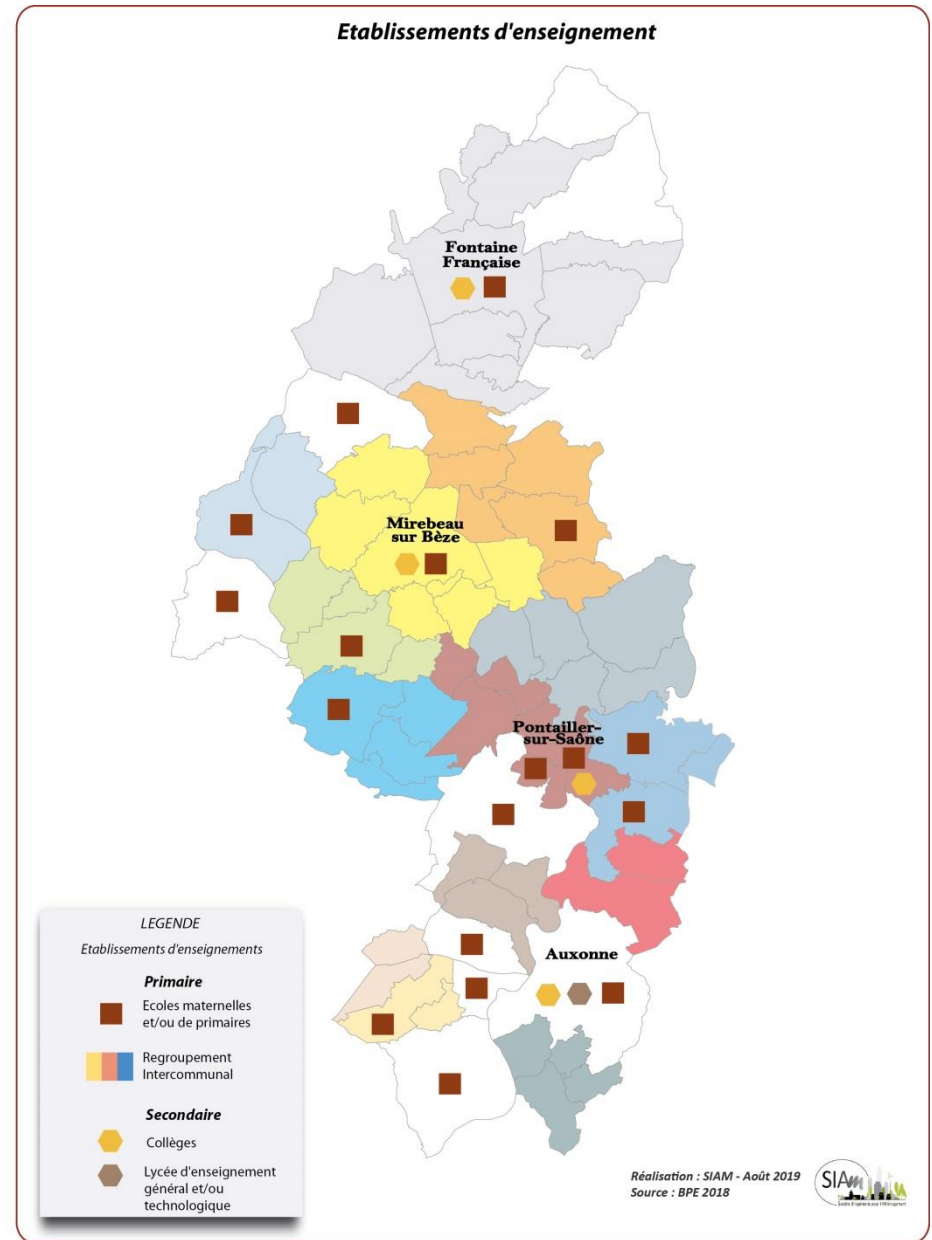 Etablissements d'enseignement
Fontaine
Française
Mirebeau
sur Bèze
Pontailler-
sur-Saône
Auxonne
LEGENDE
Etablissements d'enseignements
Primaire
Ecoles maternelles
et/ou de primaires
Regroupement
Intercommunal
Secondaire
Collèges
Lycée d'enseignement
général et/ou
technologique
Réalisation : SIAM - Août 2019
Source : BPE 2018
SIAm